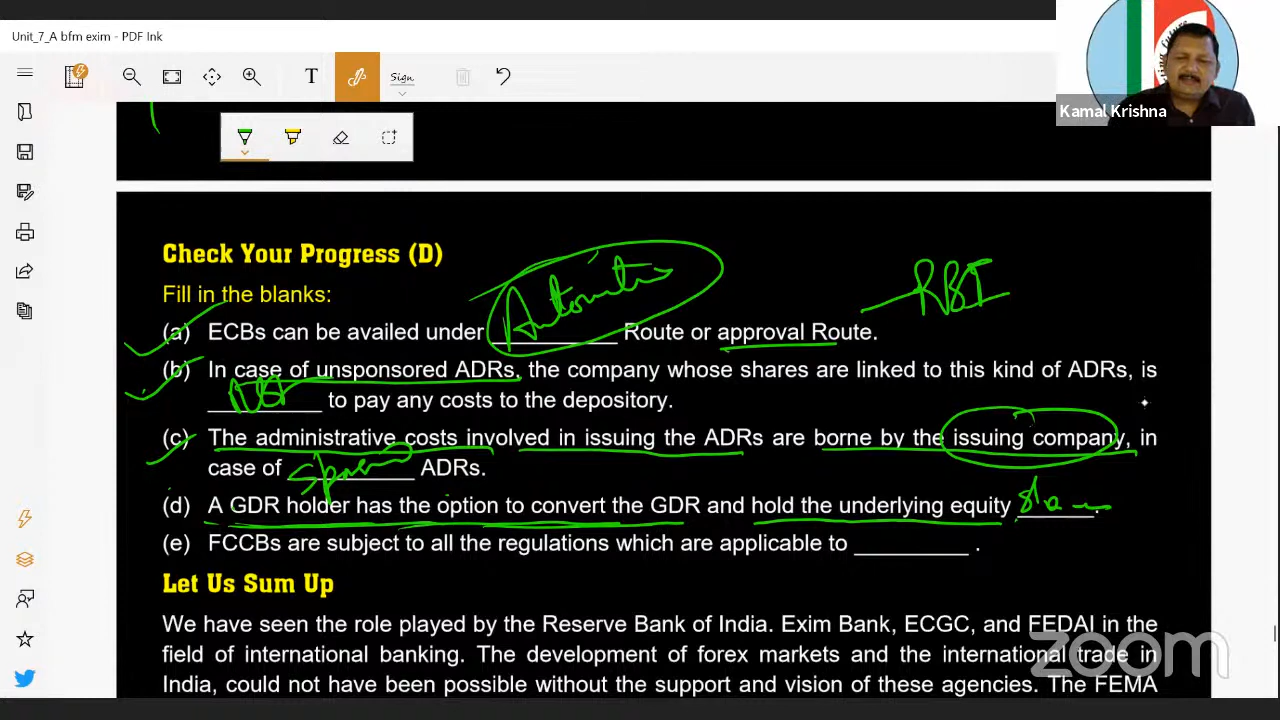 Unit_7_A bfm exim - PDF Ink
T
Sign
Kamal Krishna
Check Your Progress (D)
Fill in the blanks:
Automatic
RBI
(a) ECBs can be availed under __________ Route or approval Route.
(b) In case of unsponsored ADRs, the company whose shares are linked to this kind of ADRs, is
Not
_________ to pay any costs to the depository.
(c) The administrative costs involved in issuing the ADRs are borne by the issuing company, in
case of __________ ADRs.
(d) A GDR holder has the option to convert the GDR and hold the underlying equity ______.
(e) FCCBs are subject to all the regulations which are applicable to _________ .
Let Us Sum Up
We have seen the role played by the Reserve Bank of India. Exim Bank, ECGC, and FEDAI in the
field of international banking. The development of forex markets and the international trade in
India, could not have been possible without the support and vision of these agencies. The FEMA
zoom